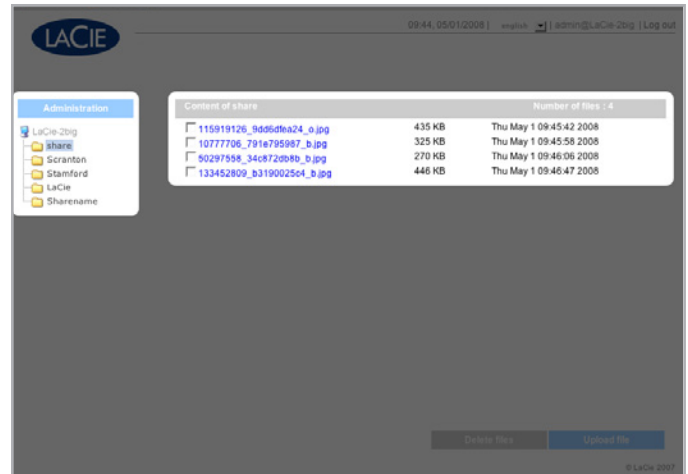 LACIE
09:44, 05/01/2008 | english | admin@LaCie-2big | Log out
Administration
LaCie-2big
share
Scranton
Stamford
LaCie
Sharename
Content of share Number of files : 4
115919126_9dd6dfea24_o.jpg 435 KB Thu May 1 09:45:42 2008
10777706_791e795987_b.jpg 325 KB Thu May 1 09:45:58 2008
50297558_34c872db8b_b.jpg 270 KB Thu May 1 09:46:06 2008
133452809_b3190025c4_b.jpg 446 KB Thu May 1 09:46:47 2008
Delete files Upload file
© LaCie 2007